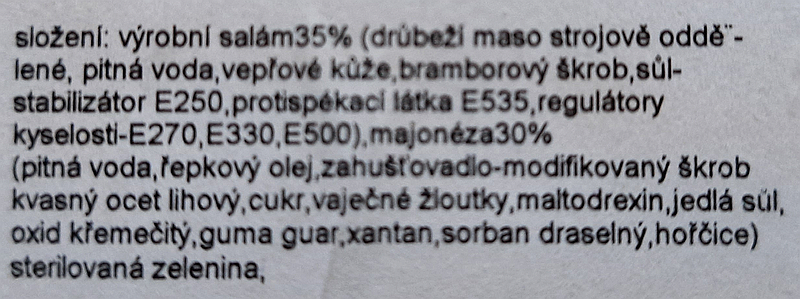 složení: výrobní salám35% (drůbeží maso strojově oddě¨-
lené, pitná voda,vepřové kůže,bramborový škrob,sůl-
stabilizátor E250,protispékací látka E535,regulátory
kyselosti-E270,E330,E500),majonéza30%
(pitná voda,řepkový olej,zahušťovadlo-modifikovaný škrob
kvasný ocet lihový,cukr,vaječné žloutky,maltodrexin,jedlá sůl,
oxid křemečitý,guma guar,xantan,sorban draselný,hořčice)
sterilovaná zelenina,